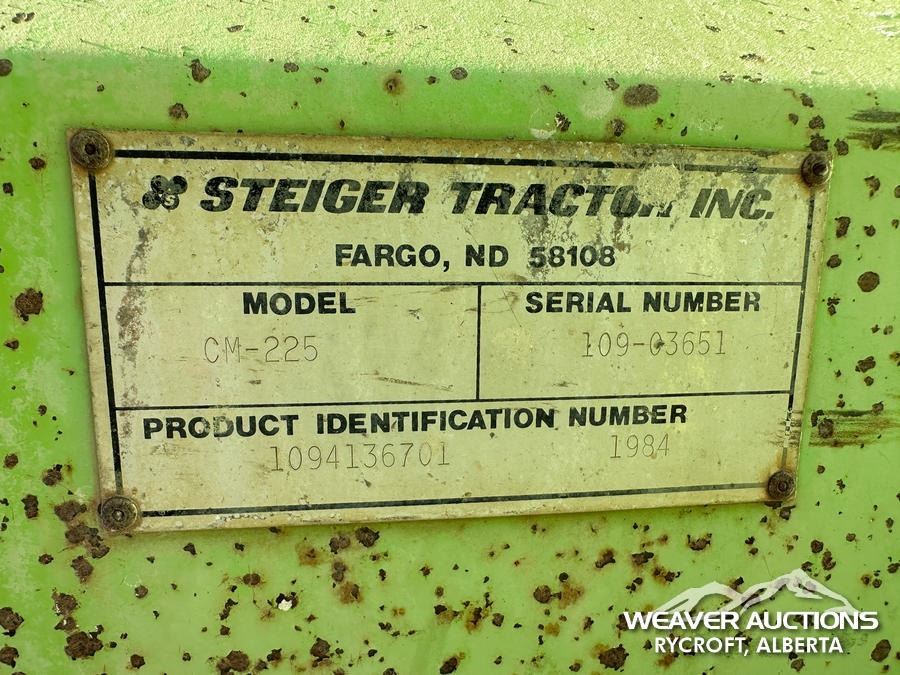 STEIGER TRACTOR INC.
FARGO, ND 58108
MODEL
CM-225
SERIAL NUMBER
109-03651
PRODUCT IDENTIFICATION NUMBER
1094136701 1984
WEAVER AUCTIONS
RYCROFT, ALBERTA